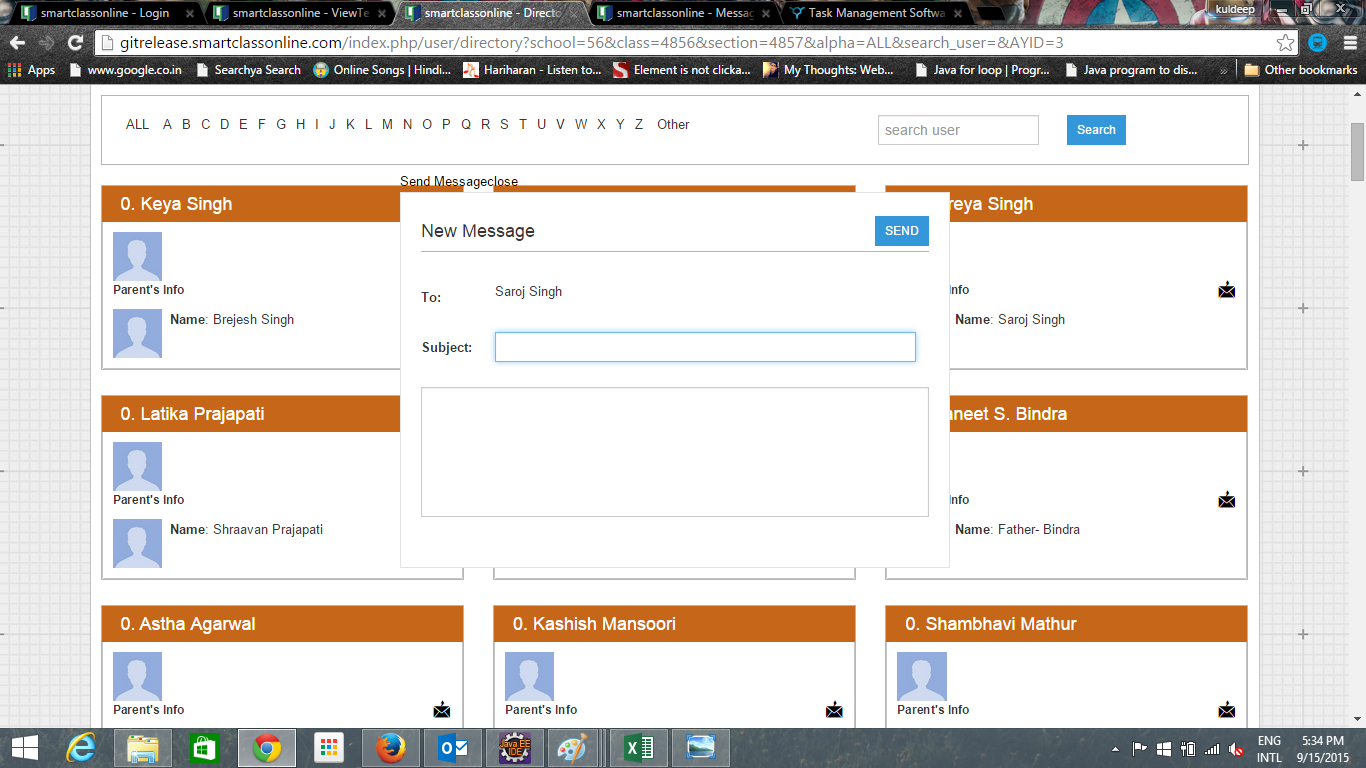 smartclassonline - Login
smartclassonline - ViewTe
smartclassonline - Directo
smartclassonline - Messag
Task Management Softwa
kuldeep
gitrelease.smartclassonline.com/index.php/user/directory?school=56&class=4856&section=4857&alpha=ALL&search_user=&AYID=3
Apps www.google.co.in Searchya Search Online Songs | Hindi... Hariharan - Listen to... Element is not clicka... My Thoughts: Web... Java for loop | Progr... Java program to dis... » Other bookmarks
ALL A B C D E F G H I J K L M N O P Q R S T U V W X Y Z Other
search user Search
Send Messageclose
0. Keya Singh
reya Singh
New Message SEND
Parent's Info
To: Saroj Singh
nfo
Name: Brejesh Singh
Name: Saroj Singh
Subject:
0. Latika Prajapati
neet S. Bindra
Parent's Info
nfo
Name: Shraavan Prajapati
Name: Father- Bindra
0. Astha Agarwal
0. Kashish Mansoori
0. Shambhavi Mathur
Parent's Info
Parent's Info
Parent's Info
Java EE
IDE
ENG
INTL
5:34 PM
9/15/2015